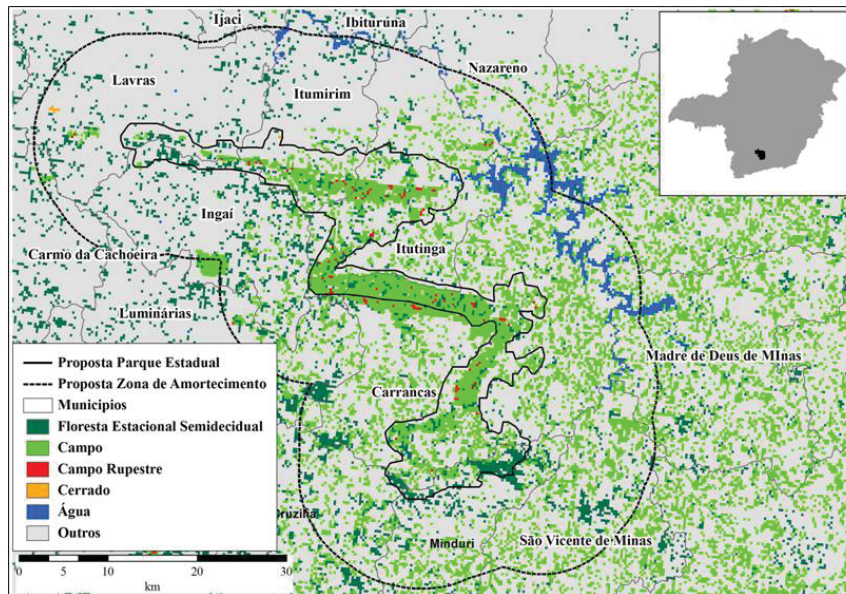 Ijaci
Ibituruna
Lavras
Nazareno
Itumirim
Ingaí
Itutinga
Carmo da Cachoeira
Luminárias
Madre de Deus de MInas
Carrancas
Proposta Parque Estadual
Proposta Zona de Amortecimento
Municipios
Floresta Estacional Semidecidual
Campo
Campo Rupestre
Cerrado
Água
Outros
Minduri
São Vicente de Minas
0 5 10 20 30
km